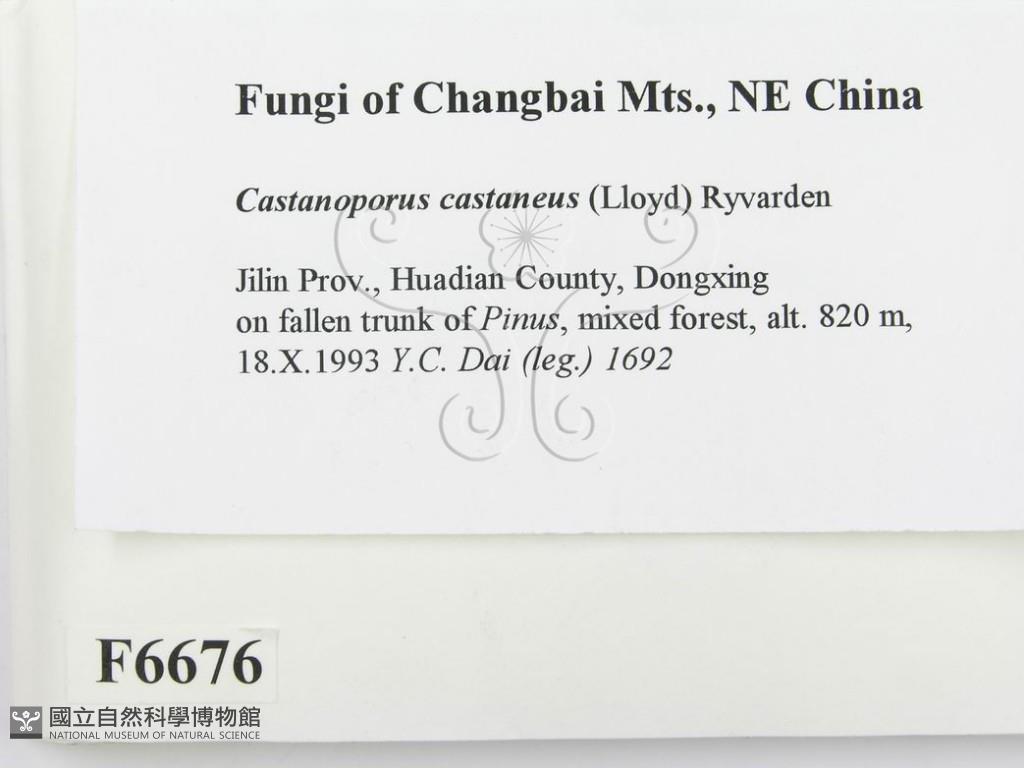 Fungi of Changbai Mts., NE China
Castanoporus castaneus (Lloyd) Ryvarden
Jilin Prov., Huadian County, Dongxing
on fallen trunk of Pinus, mixed forest, alt. 820 m,
18.X.1993 Y.C. Dai (leg.) 1692
F6676
國立自然科學博物館
NATIONAL MUSEUM OF NATURAL SCIENCE